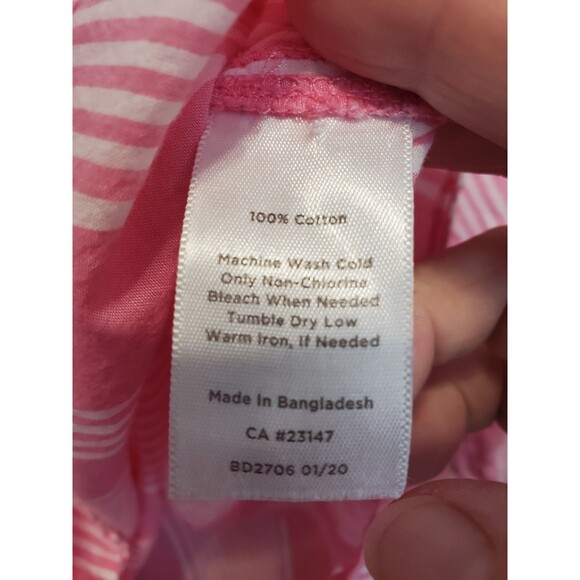 100% Cotton
Machine Wash Cold
Only Non-Chlorine
Bleach When Needed
Tumble Dry Low
Warm Iron, If Needed
Made In Bangladesh
CA #23147
BD2706 01/20